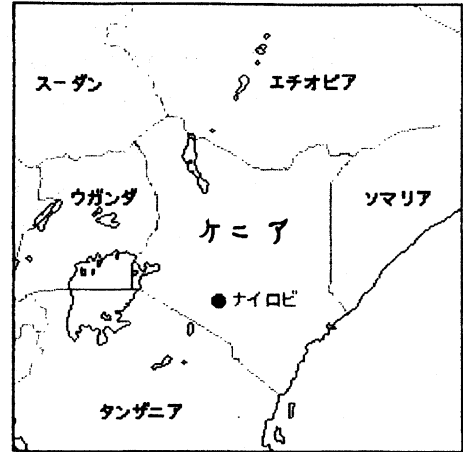 スーダン
エチオピア
ウガンダ
ソマリア
ケニア
ナイロビ
タンザニア